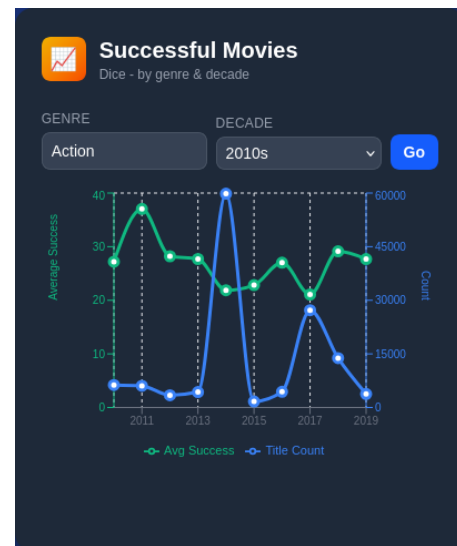 Successful Movies
Dice - by genre & decade
GENRE
DECADE
Action
2010s
Go
40
30
20
10
0
Average Success
60000
45000
30000
15000
0
Count
2011 2013 2015 2017 2019
Avg Success Title Count